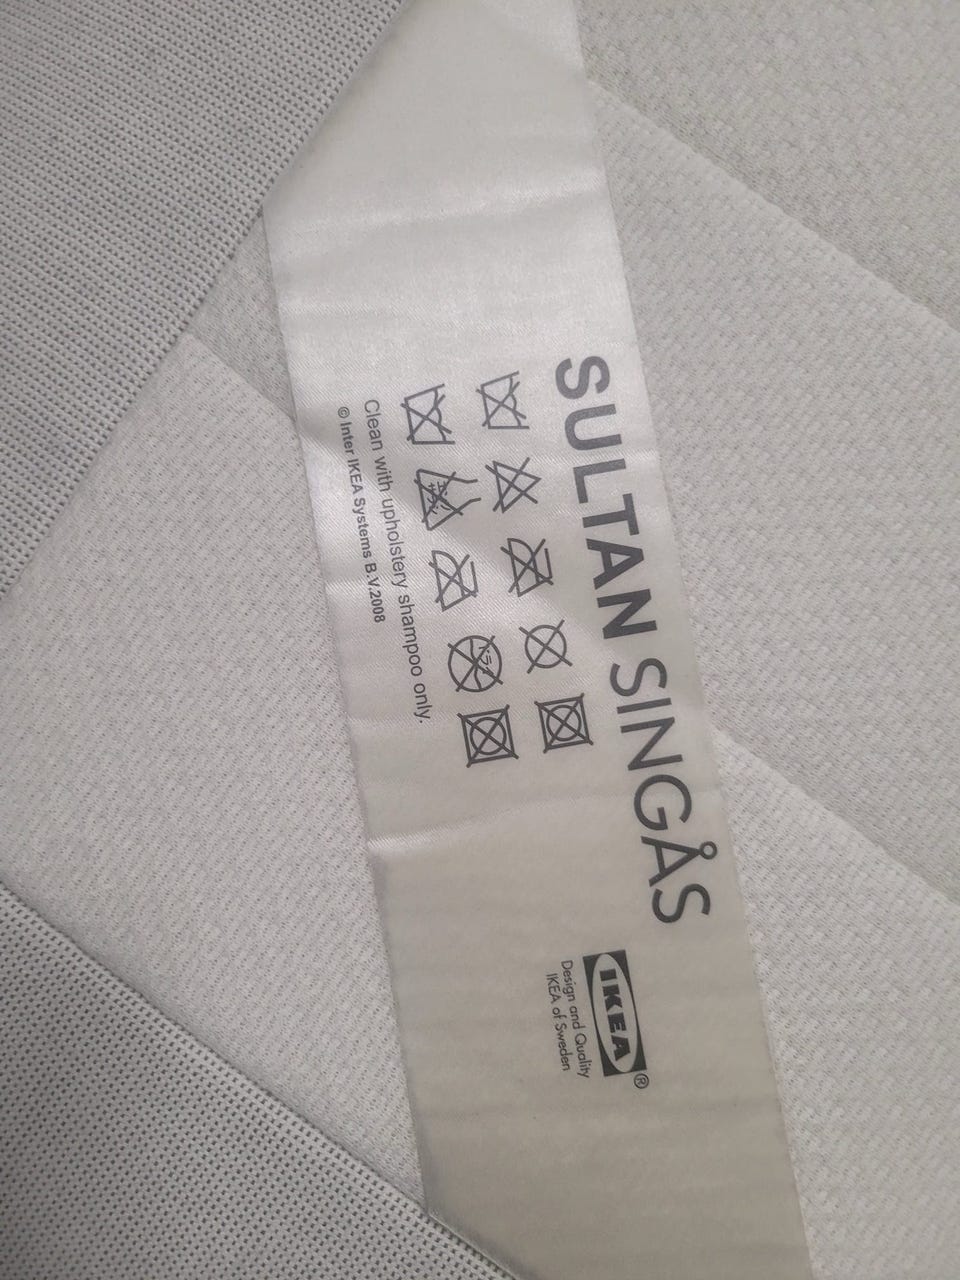 SULTAN SINGÅS
Clean with upholstery shampoo only.
© Inter IKEA Systems B.V.2008
IKEA®
Design and Quality
IKEA of Sweden